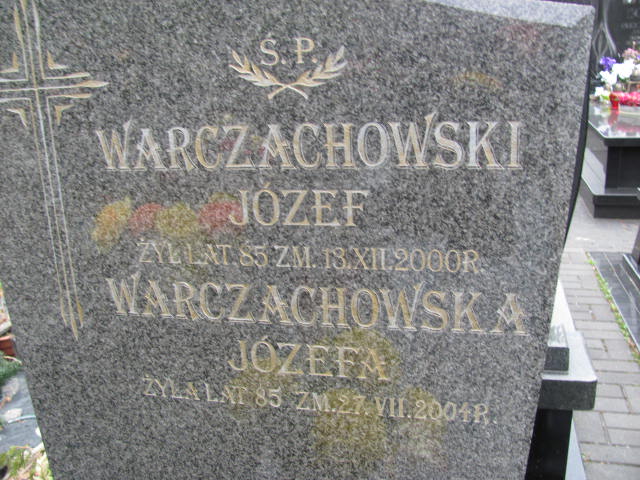 Ś. P.
WARCZACHOWSKI
JÓZEF
ŻYŁ LAT 85 ZM. 13.XII.2000R.
WARCZACHOWSKA
JÓZEFA
ŻYŁA LAT 85 ZM. 27.VII.2004R.